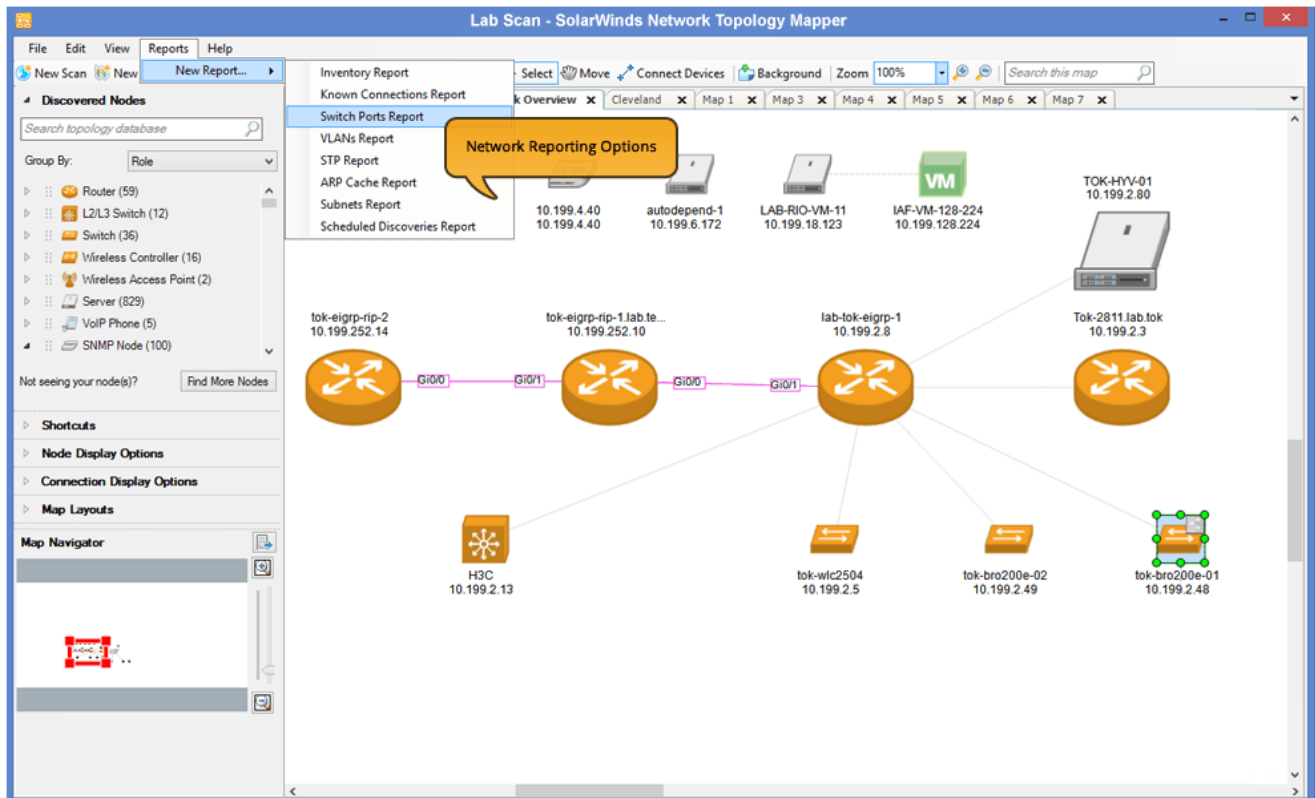 Lab Scan - SolarWinds Network Topology Mapper
File Edit View Reports Help
New Scan New Select Move Connect Devices Background Zoom 100% Search this map
New Report...
Inventory Report
Known Connections Report
Switch Ports Report
VLANs Report
STP Report
ARP Cache Report
Subnets Report
Scheduled Discoveries Report
Network Reporting Options
k Overview X Cleveland X Map 1 X Map 3 X Map 4 X Map 5 X Map 6 X Map 7 X
Discovered Nodes
Search topology database
Group By: Role
Router (59)
L2/L3 Switch (12)
Switch (36)
Wireless Controller (16)
Wireless Access Point (2)
Server (829)
VoIP Phone (5)
SNMP Node (100)
Not seeing your node(s)? Find More Nodes
Shortcuts
Node Display Options
Connection Display Options
Map Layouts
Map Navigator
10.199.4.40
10.199.4.40
autodepend-1
10.199.6.172
LAB-RIO-VM-11
10.199.18.123
VM
IAF-VM-128-224
10.199.128.224
TOK-HYV-01
10.199.2.80
tok-eigrp-rip-2
10.199.252.14
tok-eigrp-rip-1.lab.te...
10.199.252.10
lab-tok-eigrp-1
10.199.2.8
Tok-2811.lab.tok
10.199.2.3
Gi0/0 Gi0/1 Gi0/0 Gi0/1
H3C
10.199.2.13
tok-wlc2504
10.199.2.5
tok-bro200e-02
10.199.2.49
tok-bro200e-01
10.199.2.48